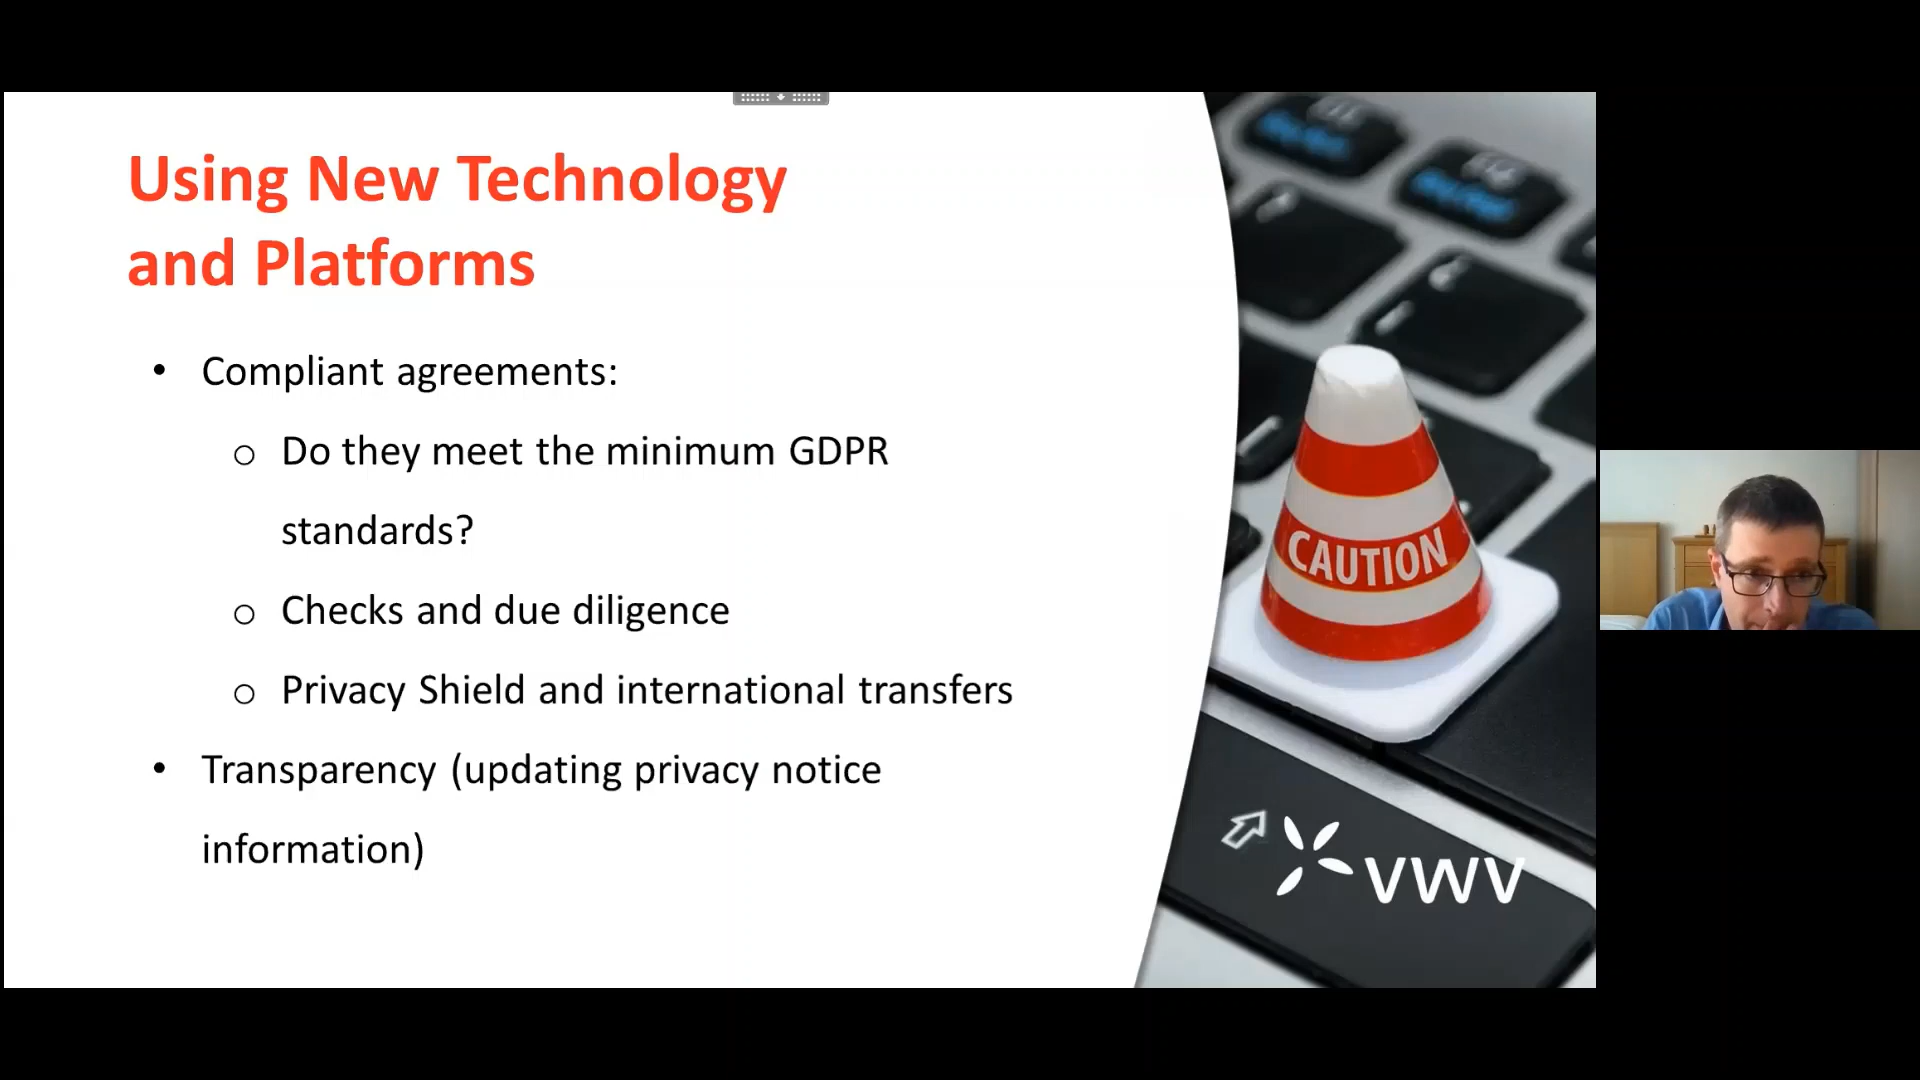 Using New Technology
and Platforms
• Compliant agreements:
o Do they meet the minimum GDPR
standards?
o Checks and due diligence
o Privacy Shield and international transfers
• Transparency (updating privacy notice
information)
CAUTION
vwv